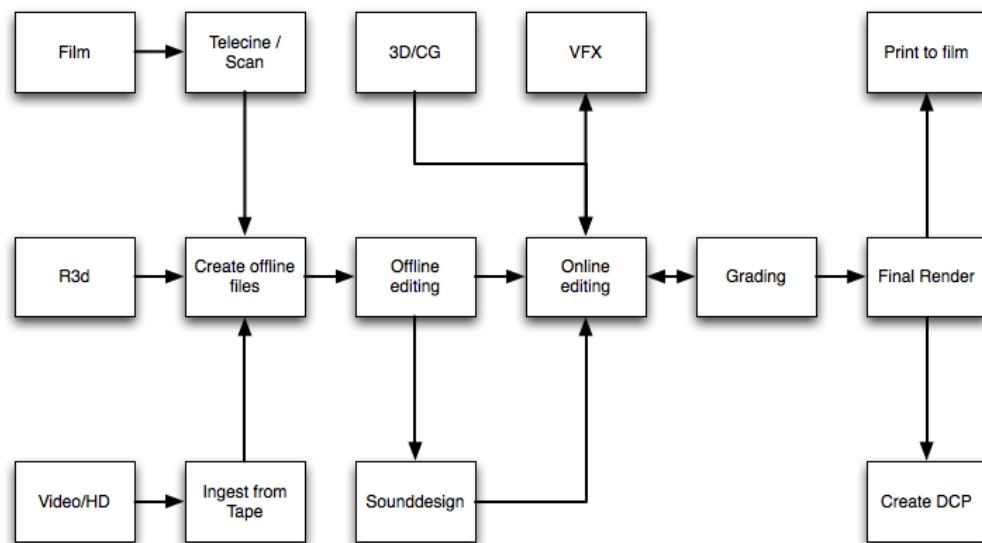 Film
Telecine /
Scan
3D/CG
VFX
Print to film
R3d
Create offline
files
Offline
editing
Online
editing
Grading
Final Render
Video/HD
Ingest from
Tape
Sounddesign
Create DCP